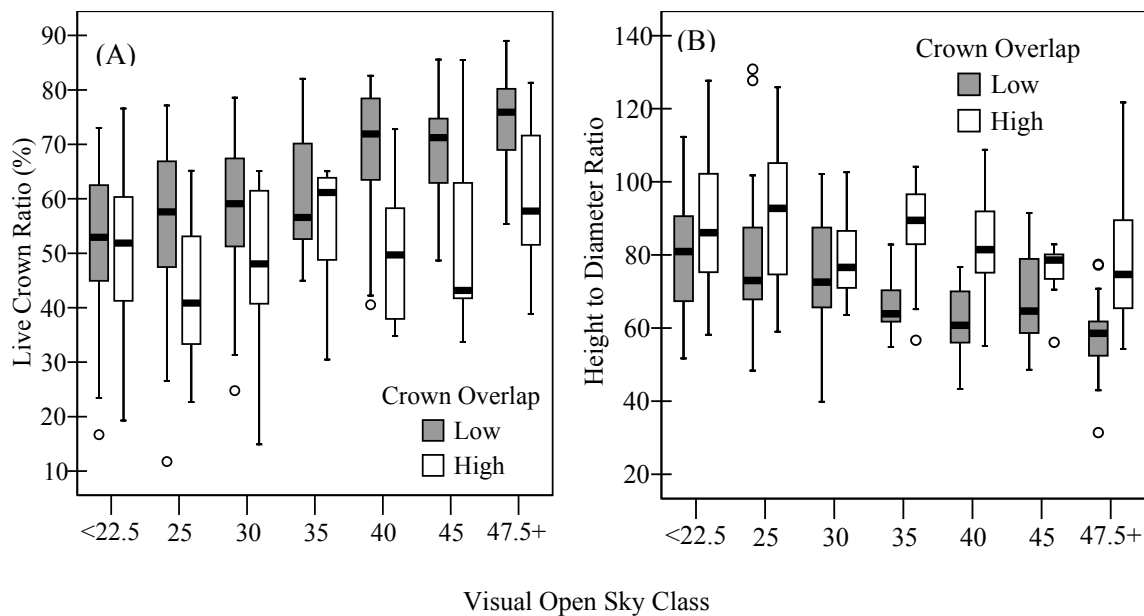 (A)
Live Crown Ratio (%)
90
80
70
60
50
40
30
20
10
Crown Overlap
Low
High
<22.5 25 30 35 40 45 47.5+
(B)
Height to Diameter Ratio
140
120
100
80
60
40
20
Crown Overlap
Low
High
<22.5 25 30 35 40 45 47.5+
Visual Open Sky Class